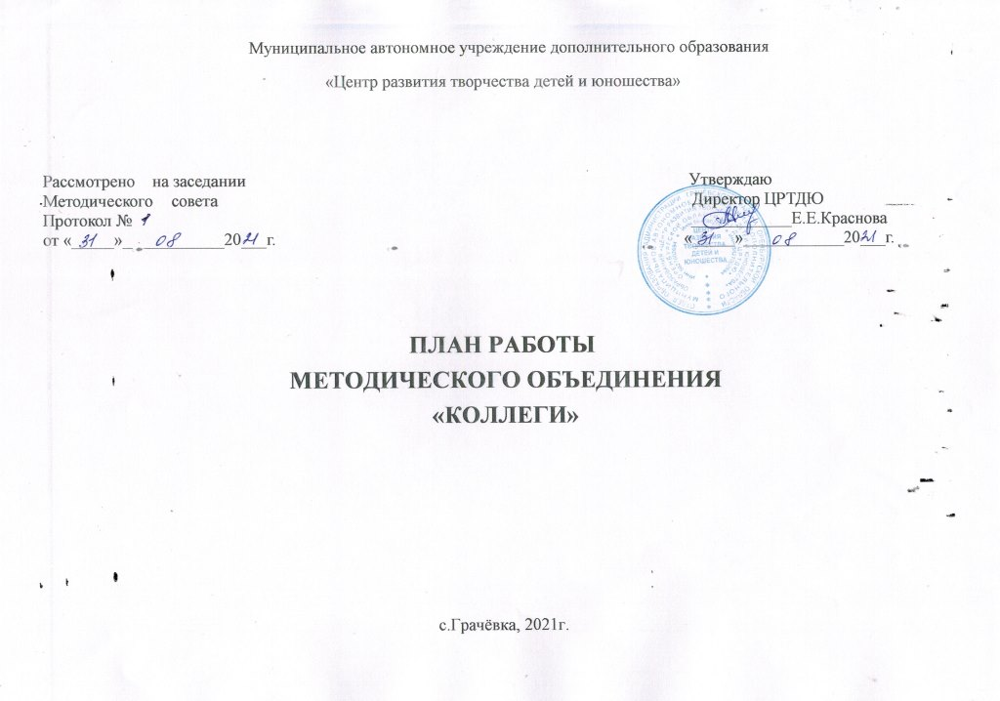 Муниципальное автономное учреждение дополнительного образования
«Центр развития творчества детей и юношества»
Рассмотрено на заседании
Методического совета
Протокол № 1
от «31» 08 2021 г.
Утверждаю
Директор ЦРТДЮ
Е.Е.Краснова
«31» 08 2021 г.
РАЗВИТИЯ
ТВОРЧЕСТВА
ДЕТЕЙ И
ЮНОШЕСТВА
ПЛАН РАБОТЫ
МЕТОДИЧЕСКОГО ОБЪЕДИНЕНИЯ
«КОЛЛЕГИ»
с.Грачёвка, 2021г.